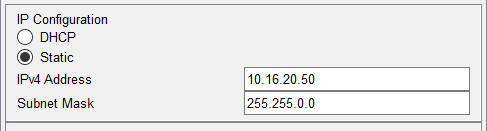 IP Configuration
DHCP
Static
IPv4 Address 10.16.20.50
Subnet Mask 255.255.0.0